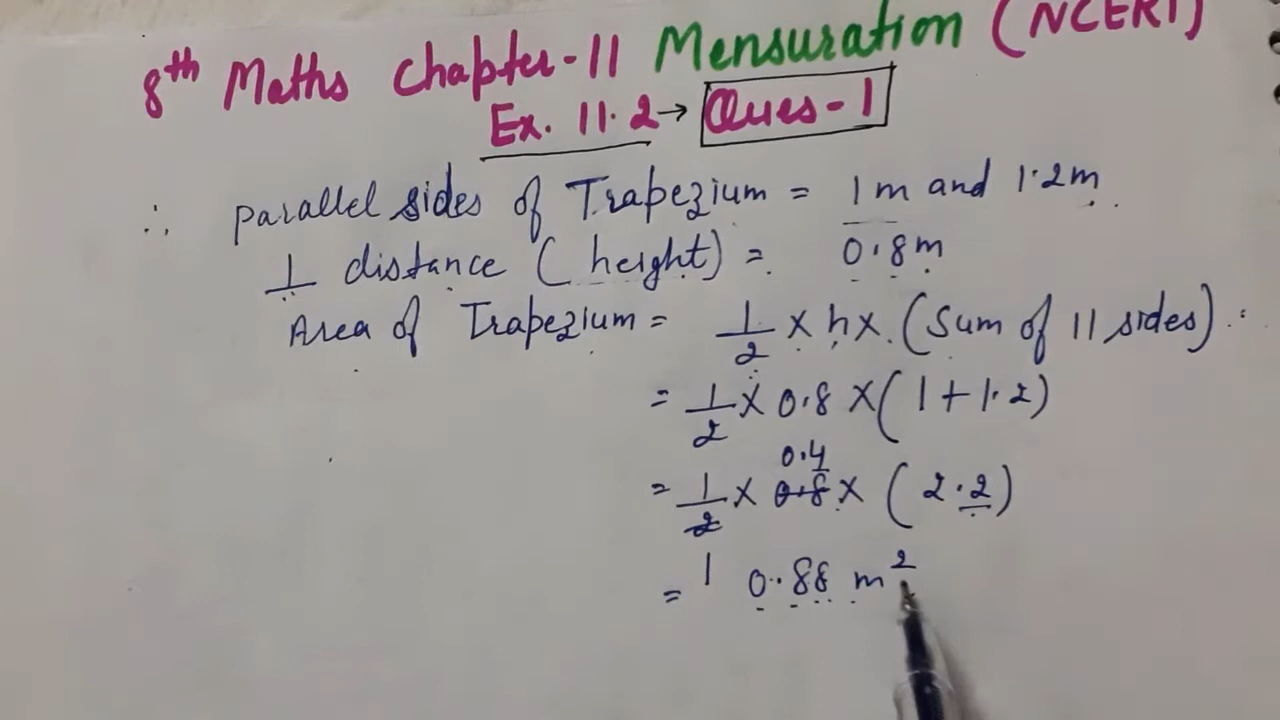 8th Maths Chapter-11 Mensuration (NCERT)
Ex. 11.2 → Ques-1
∴ parallel sides of Trapezium = 1m and 1.2m
⊥ distance (height) = 0.8m
Area of Trapezium = 1/2 × h × (Sum of 11 sides)
= 1/2 × 0.8 × (1 + 1.2)
0.4
= 1/2 × 0.8 × (2.2)
1
= 0.88 m²